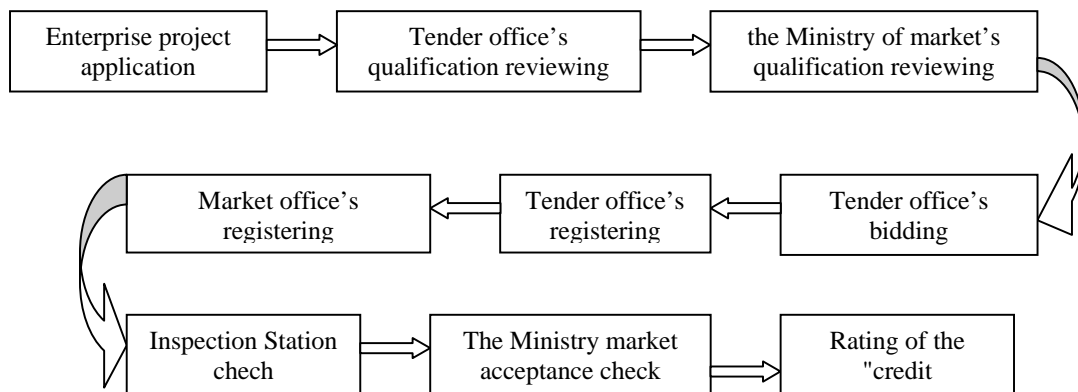 Enterprise project
application
Tender office's
qualification reviewing
the Ministry of market's
qualification reviewing
Tender office's
bidding
Tender office's
registering
Market office's
registering
Inspection Station
chech
The Ministry market
acceptance check
Rating of the
"credit